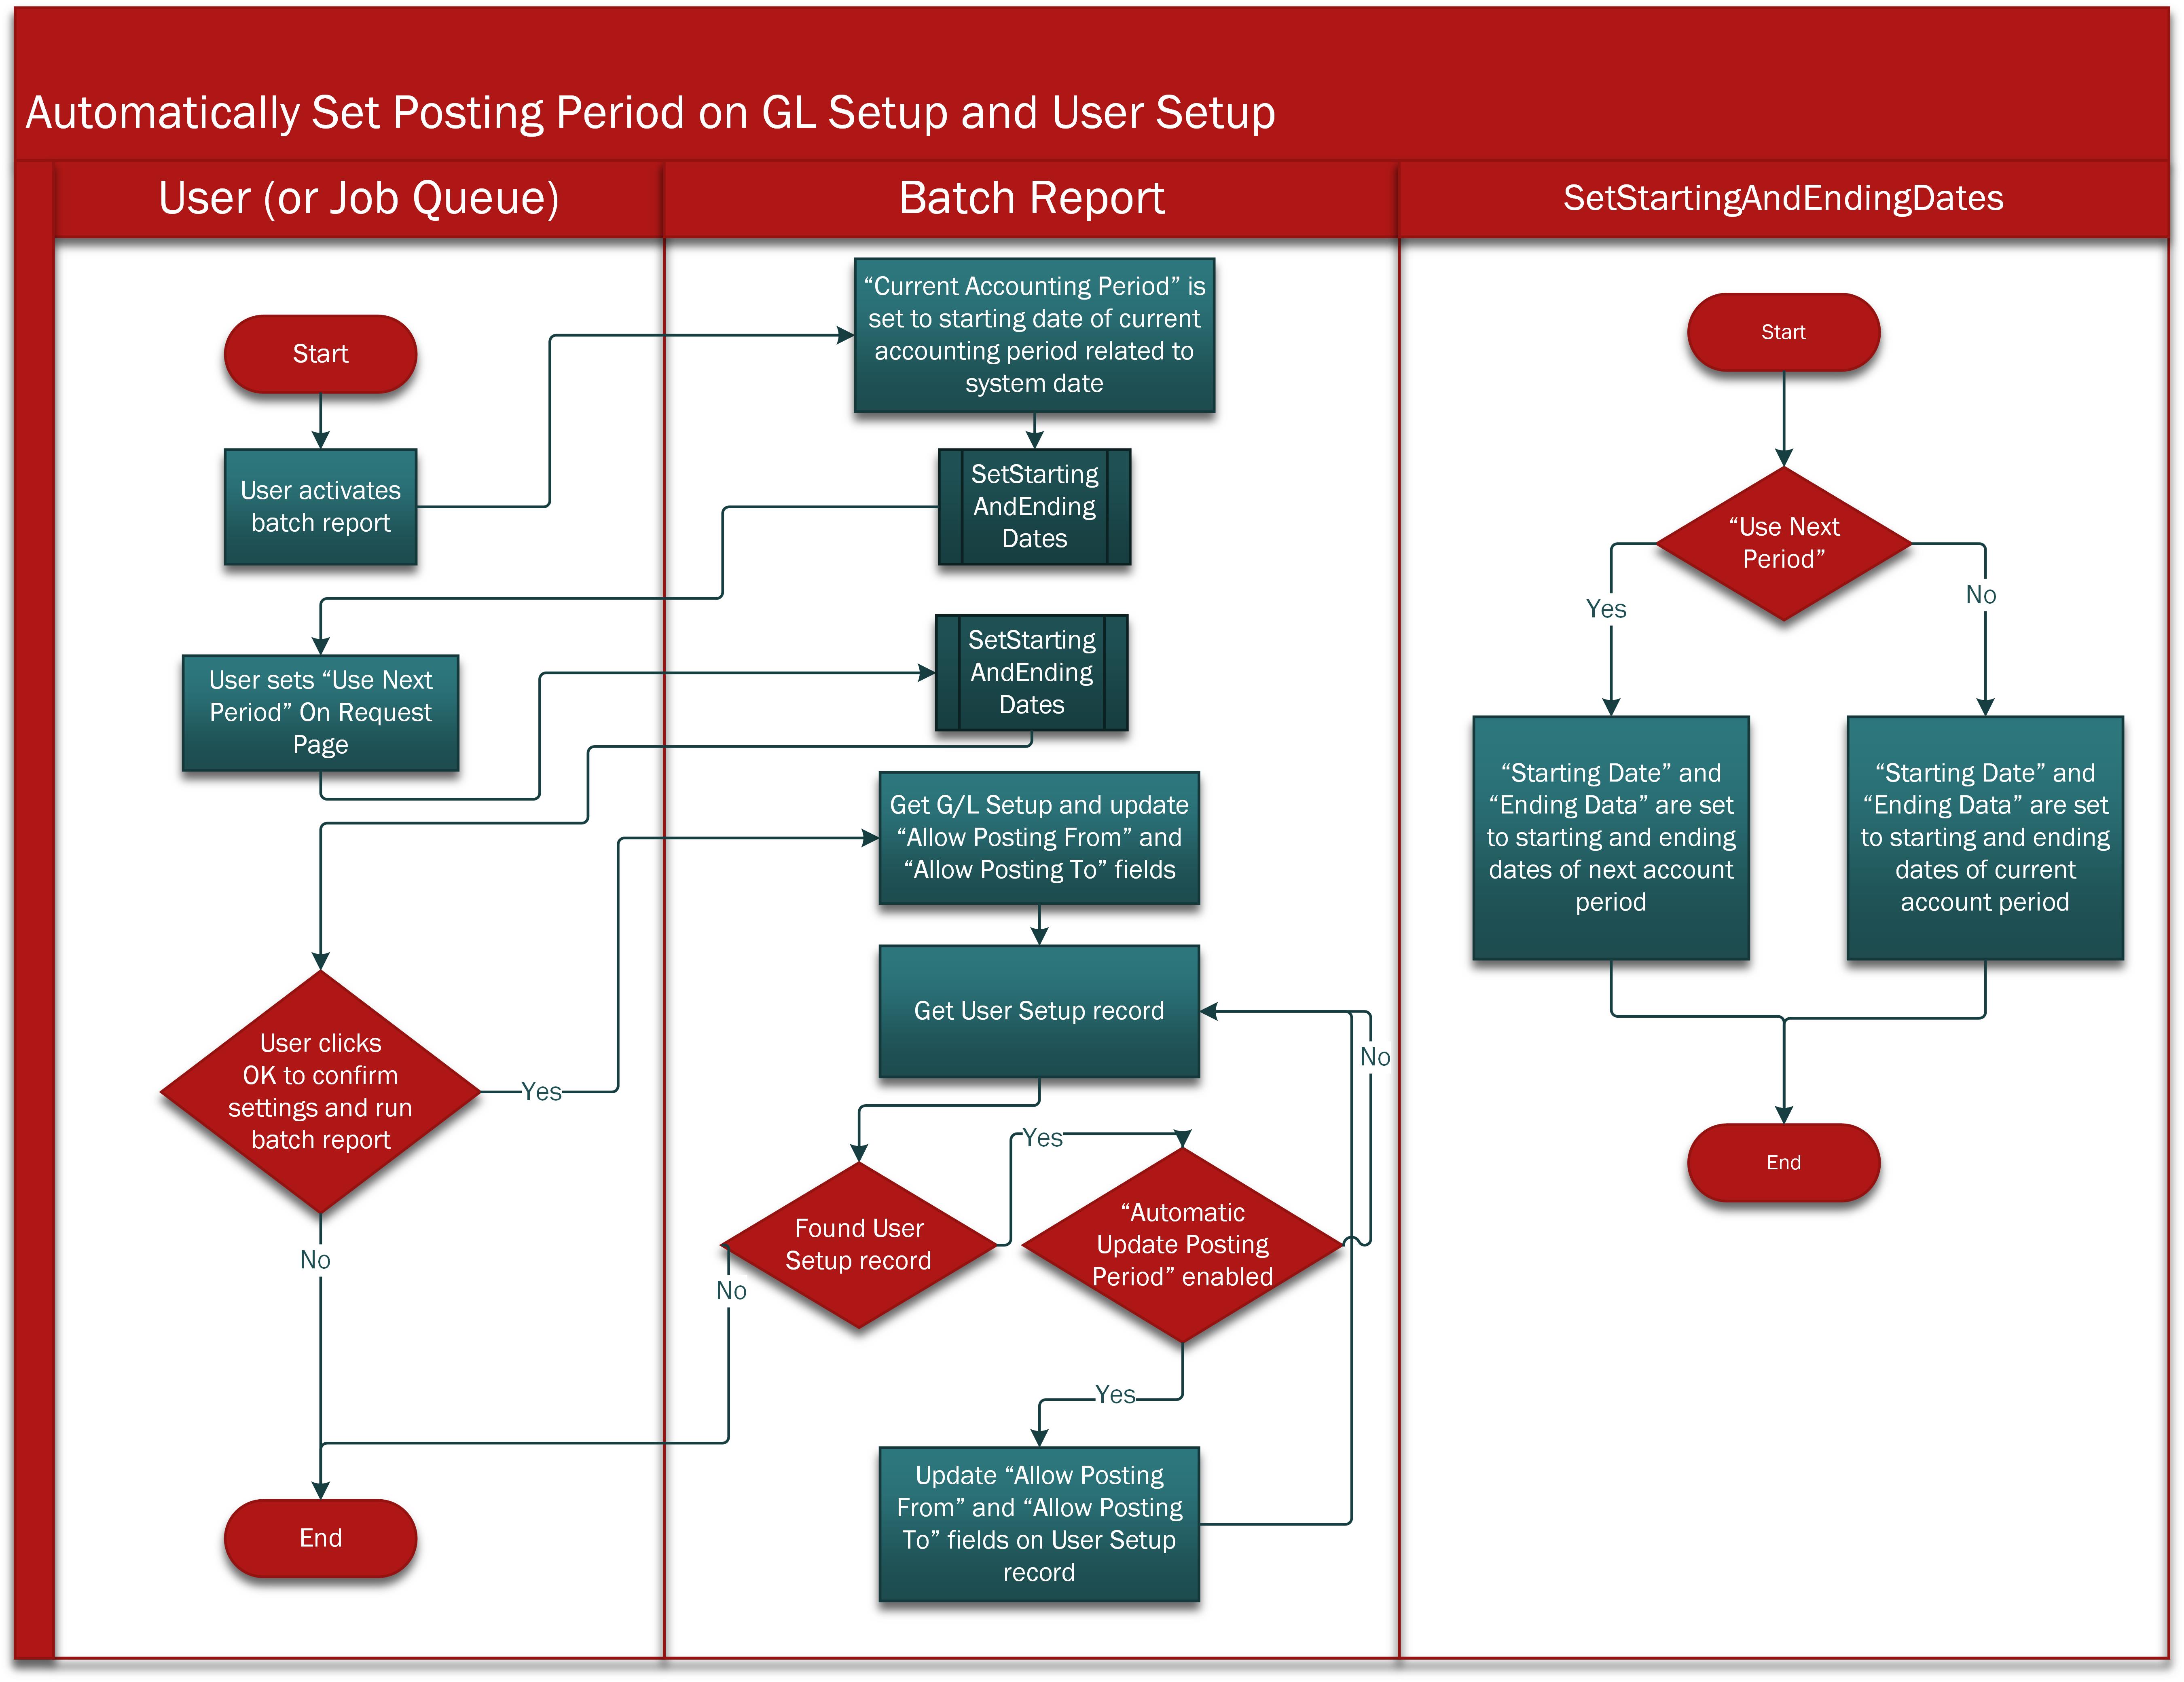 Automatically Set Posting Period on GL Setup and User Setup
User (or Job Queue)
Batch Report
SetStartingAndEndingDates
Start
User activates
batch report
“Current Accounting Period” is
set to starting date of current
accounting period related to
system date
SetStarting
AndEnding
Dates
User sets “Use Next
Period” On Request
Page
SetStarting
AndEnding
Dates
User clicks
OK to confirm
settings and run
batch report
Yes
No
Get G/L Setup and update
“Allow Posting From” and
“Allow Posting To” fields
Get User Setup record
Found User
Setup record
Yes
No
“Automatic
Update Posting
Period” enabled
No
Yes
Update “Allow Posting
From” and “Allow Posting
To” fields on User Setup
record
End
Start
“Use Next
Period”
Yes
No
“Starting Date” and
“Ending Data” are set
to starting and ending
dates of next account
period
“Starting Date” and
“Ending Data” are set
to starting and ending
dates of current
account period
End